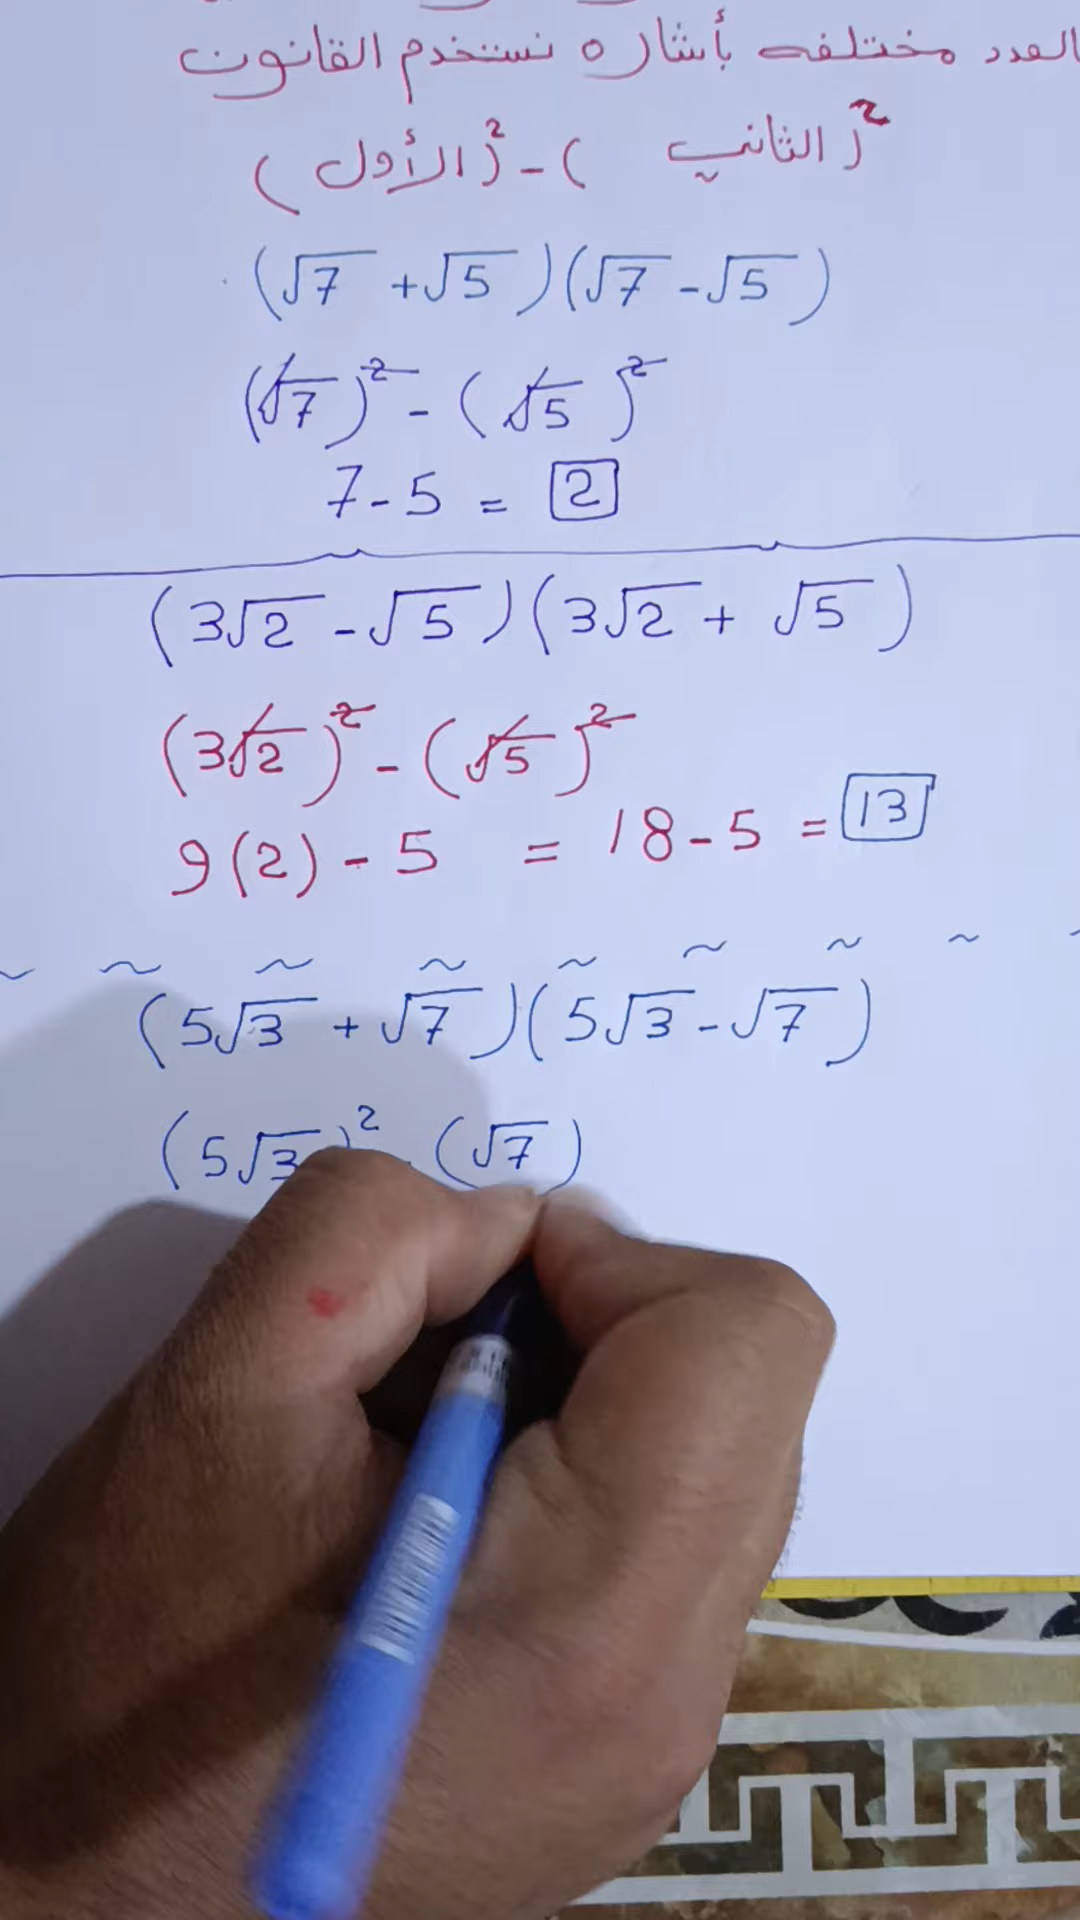 العدد مختلفه بأشاره نستخدم القانون
(الأول)² - (الثاني)²
(√7 + √5)(√7 - √5)
(√7)² - (√5)²
7 - 5 = 2
(3√2 - √5)(3√2 + √5)
(3√2)² - (√5)²
9(2) - 5 = 18 - 5 = 13
(5√3 + √7)(5√3 - √7)
(5√3)² - (√7)